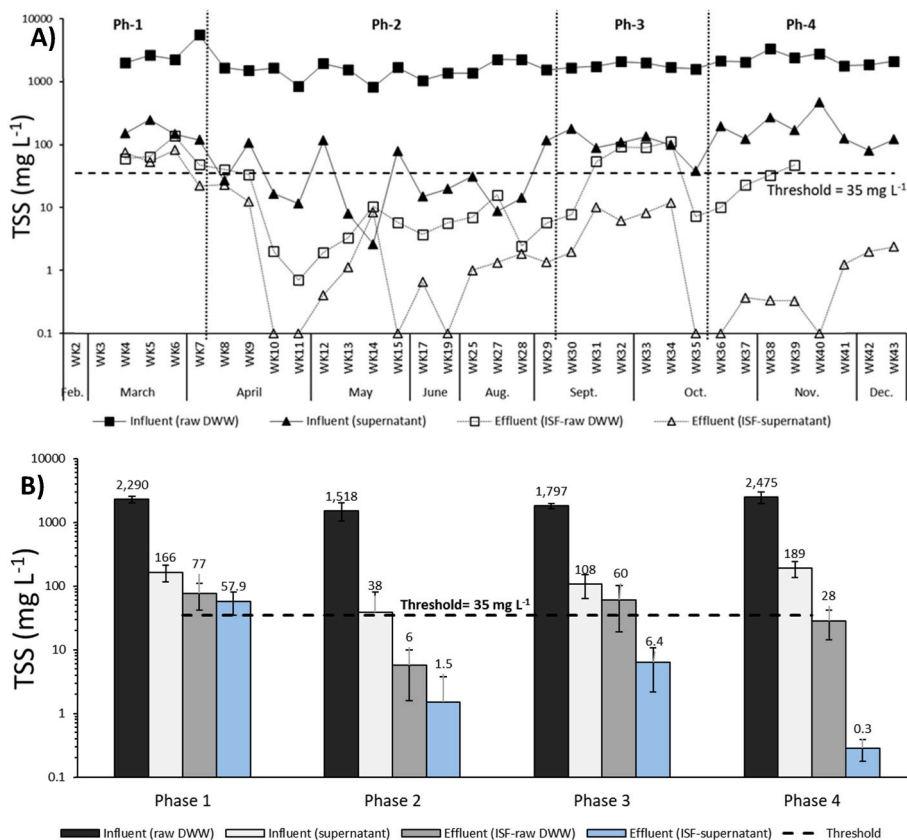 A)
Ph-1 Ph-2 Ph-3 Ph-4
TSS (mg L-1)
10000
1000
100
10
1
0.1
Threshold = 35 mg L-1
WK2 WK3 WK4 WK5 WK6 WK7 WK8 WK9 WK10 WK11 WK12 WK13 WK14 WK15 WK17 WK19 WK25 WK27 WK28 WK29 WK30 WK31 WK32 WK33 WK34 WK35 WK36 WK37 WK38 WK39 WK40 WK41 WK42 WK43
Feb. March April May June Aug. Sept. Oct. Nov. Dec.
Influent (raw DWW) Influent (supernatant) Effluent (ISF-raw DWW) Effluent (ISF-supernatant)
B)
TSS (mg L-1)
10000
1000
100
10
1
0.1
2,290 166 77 57.9
1,518 38 6 1.5
1,797 108 60 6.4
2,475 189 28 0.3
Threshold= 35 mg L-1
Phase 1 Phase 2 Phase 3 Phase 4
Influent (raw DWW) Influent (supernatant) Effluent (ISF-raw DWW) Effluent (ISF-supernatant) Threshold